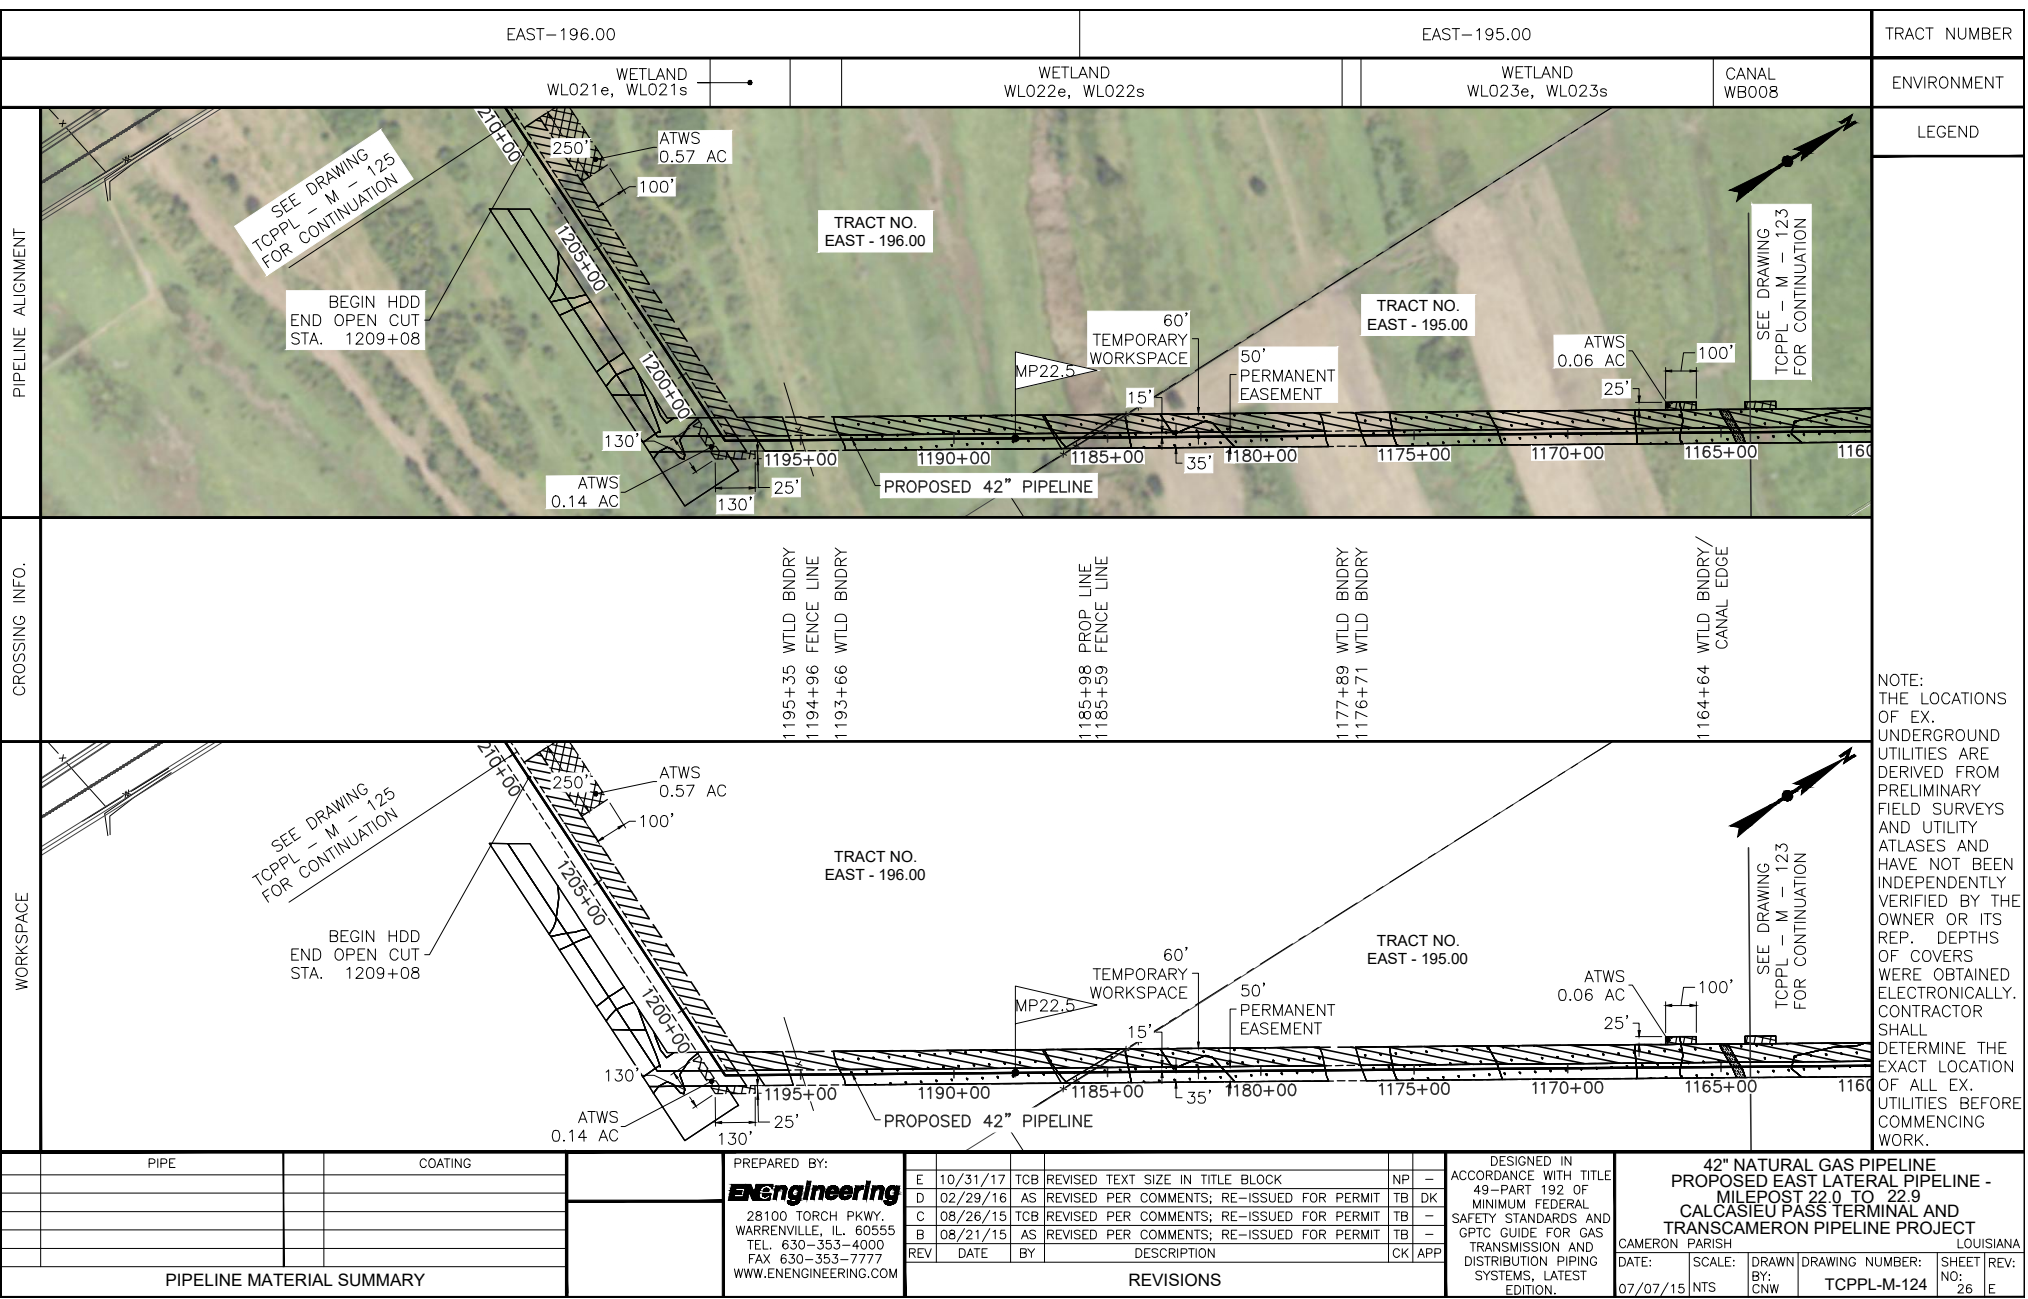 EAST-196.00
EAST-195.00
TRACT NUMBER
WETLAND
WL021e, WL021s
WETLAND
WL022e, WL022s
WETLAND
WL023e, WL023s
CANAL
WB008
ENVIRONMENT
LEGEND
PIPELINE ALIGNMENT
SEE DRAWING
TCPPL - M - 125
FOR CONTINUATION
210+00
250'
ATWS
0.57 AC
100'
1205+00
TRACT NO.
EAST - 196.00
BEGIN HDD
END OPEN CUT
STA. 1209+08
1200+00
60'
TEMPORARY
WORKSPACE
MP22.5
50'
PERMANENT
EASEMENT
15'
TRACT NO.
EAST - 195.00
ATWS
0.06 AC
100'
25'
SEE DRAWING
TCPPL - M - 123
FOR CONTINUATION
N
130'
1195+00
1190+00
1185+00
35'
1180+00
1175+00
1170+00
1165+00
1160
ATWS
0.14 AC
130'
25'
PROPOSED 42" PIPELINE
CROSSING INFO.
1195+35 WTLD BNDRY
1194+96 FENCE LINE
1193+66 WTLD BNDRY
1185+98 PROP LINE
1185+59 FENCE LINE
1177+89 WTLD BNDRY
1176+71 WTLD BNDRY
1164+64 WTLD BNDRY/
CANAL EDGE
WORKSPACE
SEE DRAWING
TCPPL - M - 125
FOR CONTINUATION
210+00
250'
ATWS
0.57 AC
100'
1205+00
TRACT NO.
EAST - 196.00
BEGIN HDD
END OPEN CUT
STA. 1209+08
1200+00
60'
TEMPORARY
WORKSPACE
MP22.5
50'
PERMANENT
EASEMENT
15'
TRACT NO.
EAST - 195.00
ATWS
0.06 AC
100'
25'
SEE DRAWING
TCPPL - M - 123
FOR CONTINUATION
N
130'
1195+00
1190+00
1185+00
35'
1180+00
1175+00
1170+00
1165+00
1160
ATWS
0.14 AC
130'
25'
PROPOSED 42" PIPELINE
NOTE:
THE LOCATIONS
OF EX.
UNDERGROUND
UTILITIES ARE
DERIVED FROM
PRELIMINARY
FIELD SURVEYS
AND UTILITY
ATLASES AND
HAVE NOT BEEN
INDEPENDENTLY
VERIFIED BY THE
OWNER OR ITS
REP. DEPTHS
OF COVERS
WERE OBTAINED
ELECTRONICALLY.
CONTRACTOR
SHALL
DETERMINE THE
EXACT LOCATION
OF ALL EX.
UTILITIES BEFORE
COMMENCING
WORK.
PIPE
COATING
PIPELINE MATERIAL SUMMARY
PREPARED BY:
ENEngineering
28100 TORCH PKWY.
WARRENVILLE, IL. 60555
TEL. 630-353-4000
FAX 630-353-7777
WWW.ENENGINEERING.COM
E 10/31/17 TCB REVISED TEXT SIZE IN TITLE BLOCK NP -
D 02/29/16 AS REVISED PER COMMENTS; RE-ISSUED FOR PERMIT TB DK
C 08/26/15 TCB REVISED PER COMMENTS; RE-ISSUED FOR PERMIT TB -
B 08/21/15 AS REVISED PER COMMENTS; RE-ISSUED FOR PERMIT TB -
REV DATE BY DESCRIPTION CK APP
REVISIONS
DESIGNED IN
ACCORDANCE WITH TITLE
49-PART 192 OF
MINIMUM FEDERAL
SAFETY STANDARDS AND
GPTC GUIDE FOR GAS
TRANSMISSION AND
DISTRIBUTION PIPING
SYSTEMS, LATEST
EDITION.
42" NATURAL GAS PIPELINE
PROPOSED EAST LATERAL PIPELINE -
MILEPOST 22.0 TO 22.9
CALCASIEU PASS TERMINAL AND
TRANSCAMERON PIPELINE PROJECT
CAMERON PARISH LOUISIANA
DATE:
07/07/15
SCALE:
NTS
DRAWN
BY:
CNW
DRAWING NUMBER:
TCPPL-M-124
SHEET
NO:
26
REV:
E